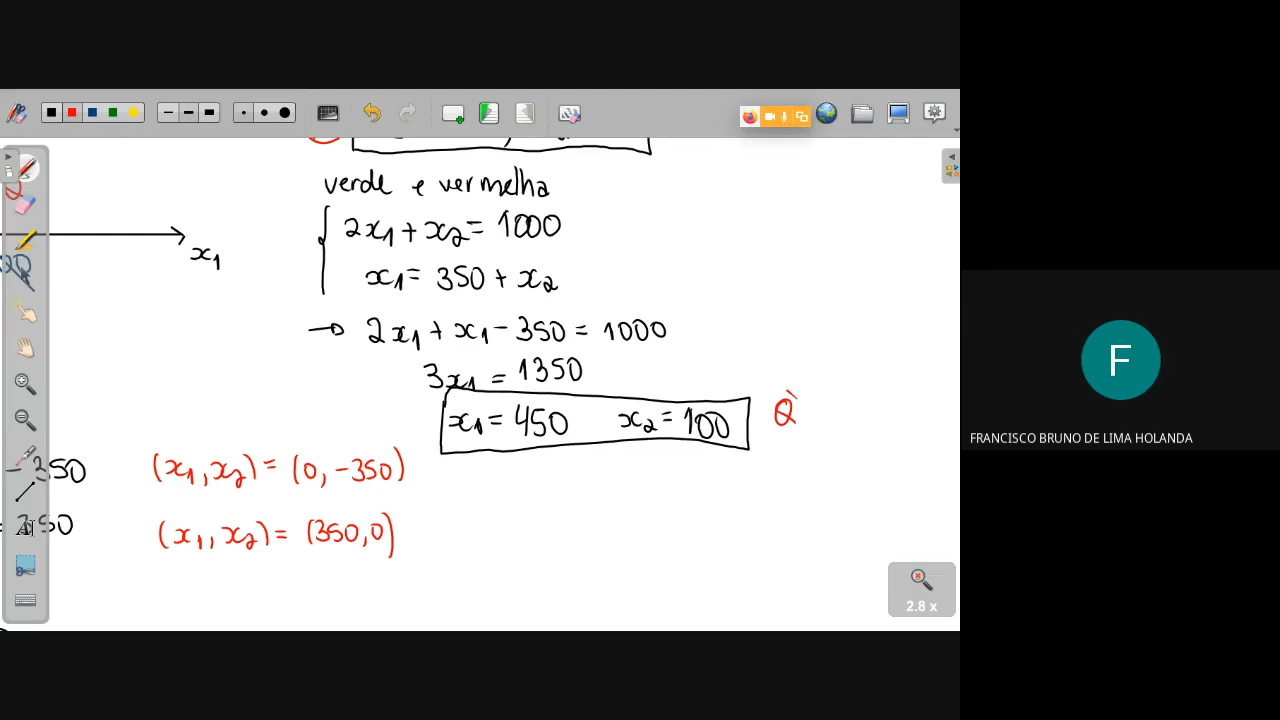 verde e vermelha
2x1 + x2 = 1000
x1 = 350 + x2
→ 2x1 + x1 - 350 = 1000
3x1 = 1350
x1 = 450 x2 = 100 Q
x1
-350 (x1, x2) = (0, -350)
(x1, x2) = (350, 0)
2.8 x
F
FRANCISCO BRUNO DE LIMA HOLANDA